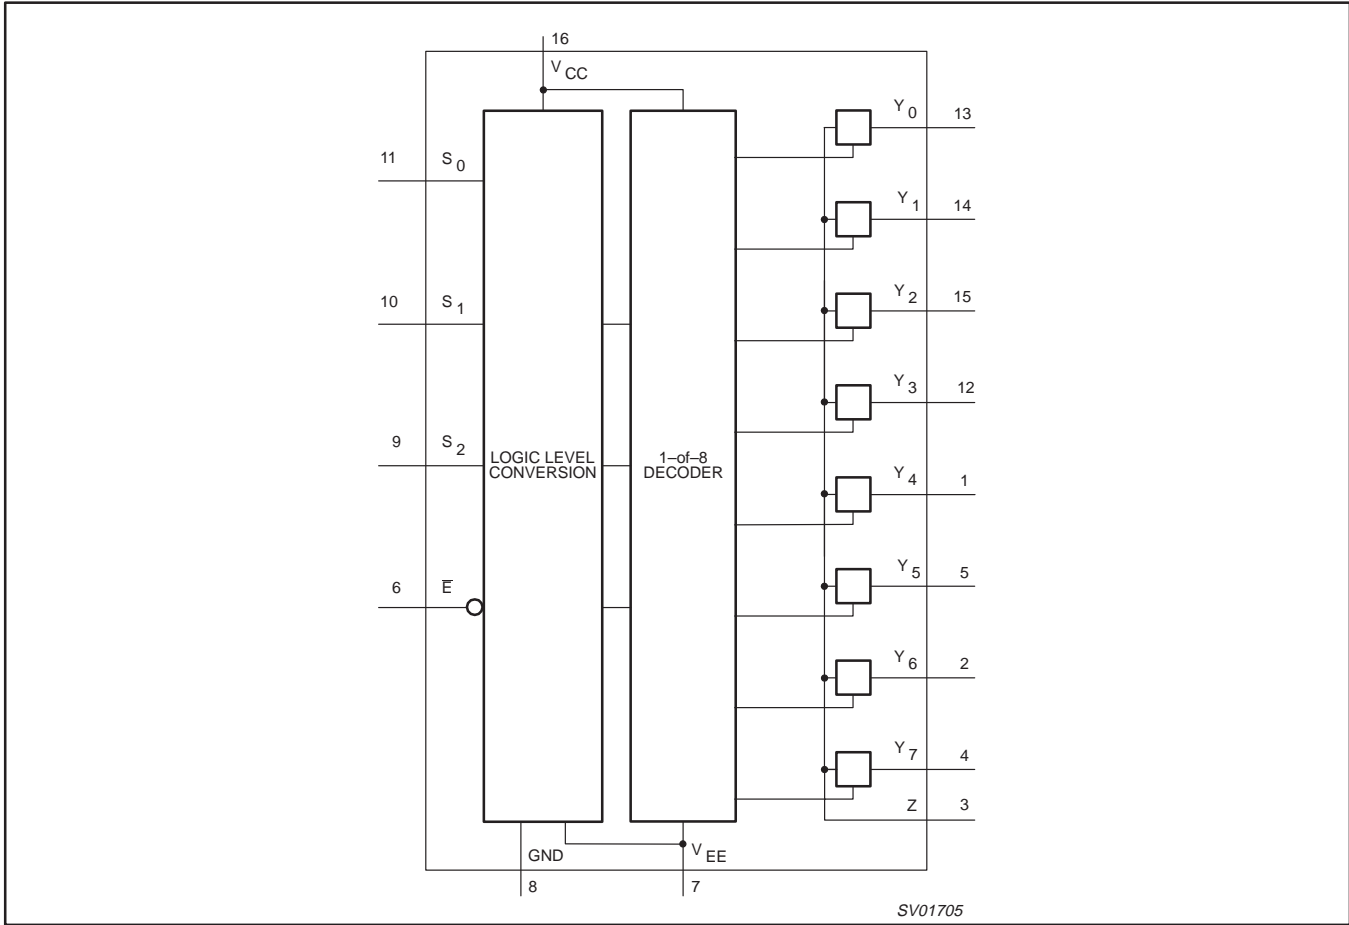 16
V CC
Y 0 13
11 S 0
Y 1 14
10 S 1
Y 2 15
Y 3 12
9 S 2
LOGIC LEVEL
CONVERSION
1–of–8
DECODER
Y 4 1
6 E̅
Y 5 5
Y 6 2
Y 7 4
Z 3
GND
V EE
8
7
SV01705